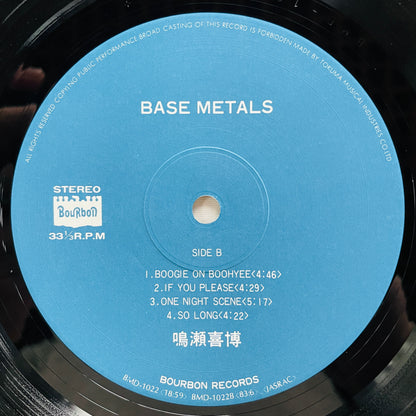 ALL RIGHTS RESERVED COPYING PUBLIC PERFORMANCE BROAD CASTING OF THIS RECORD IS FORBIDDEN MADE BY TOKUMA MUSICAL INDUSTRIES CO.LTD
BASE METALS
STEREO
BouRboN
33⅓R.P.M
SIDE B
1.BOOGIE ON BOOHYEE<4:46>
2.IF YOU PLEASE<4:29>
3.ONE NIGHT SCENE<5:17>
4.SO LONG<4:22>
鳴瀬喜博
BOURBON RECORDS
BMD-1022 (18:59) BMD-1022B (83·6) (JASRAC)